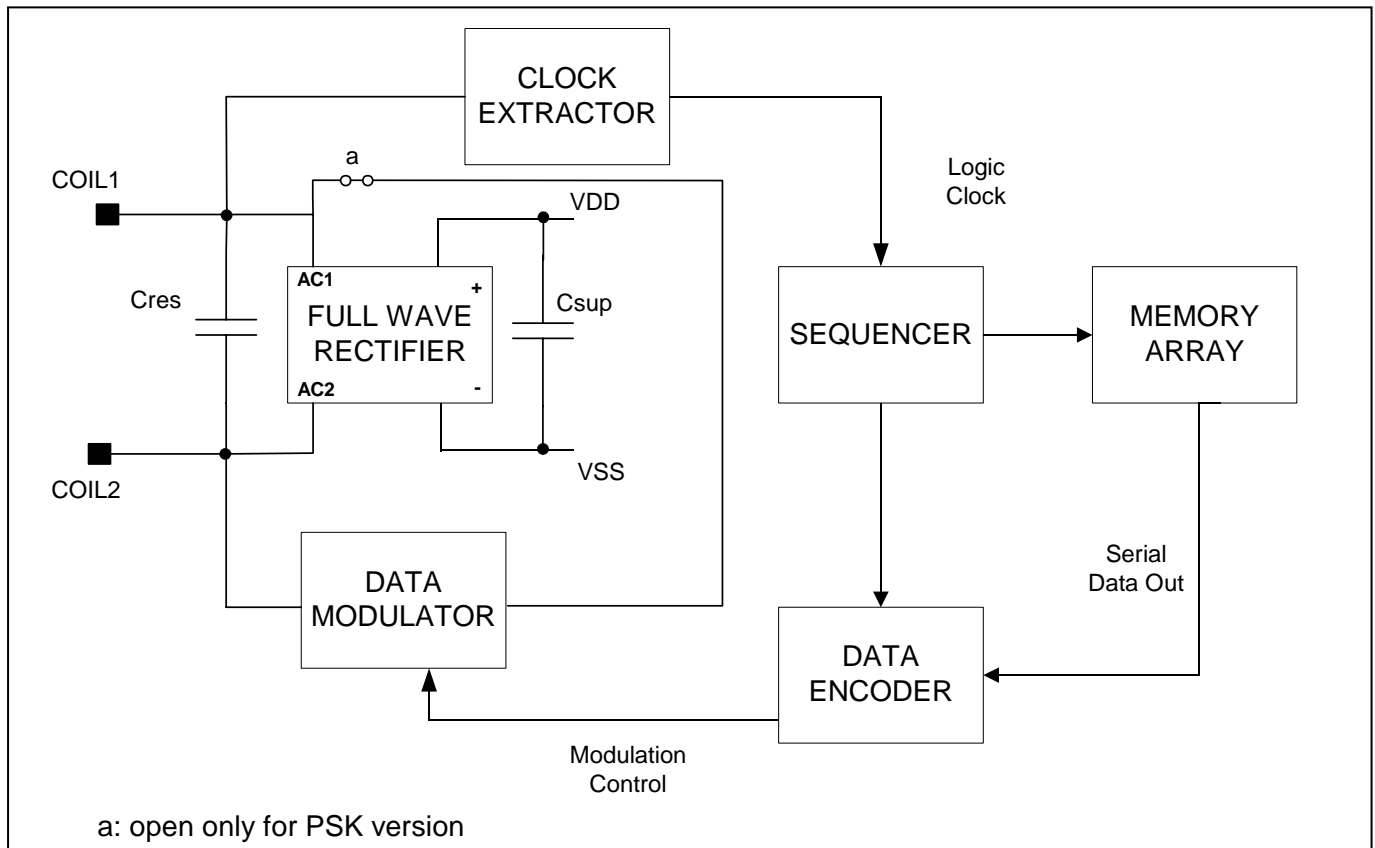 CLOCK
EXTRACTOR
a
COIL1
Logic
Clock
VDD
AC1
+
Cres
FULL WAVE
RECTIFIER
Csup
SEQUENCER
MEMORY
ARRAY
AC2
-
VSS
COIL2
DATA
MODULATOR
Serial
Data Out
DATA
ENCODER
Modulation
Control
a: open only for PSK version